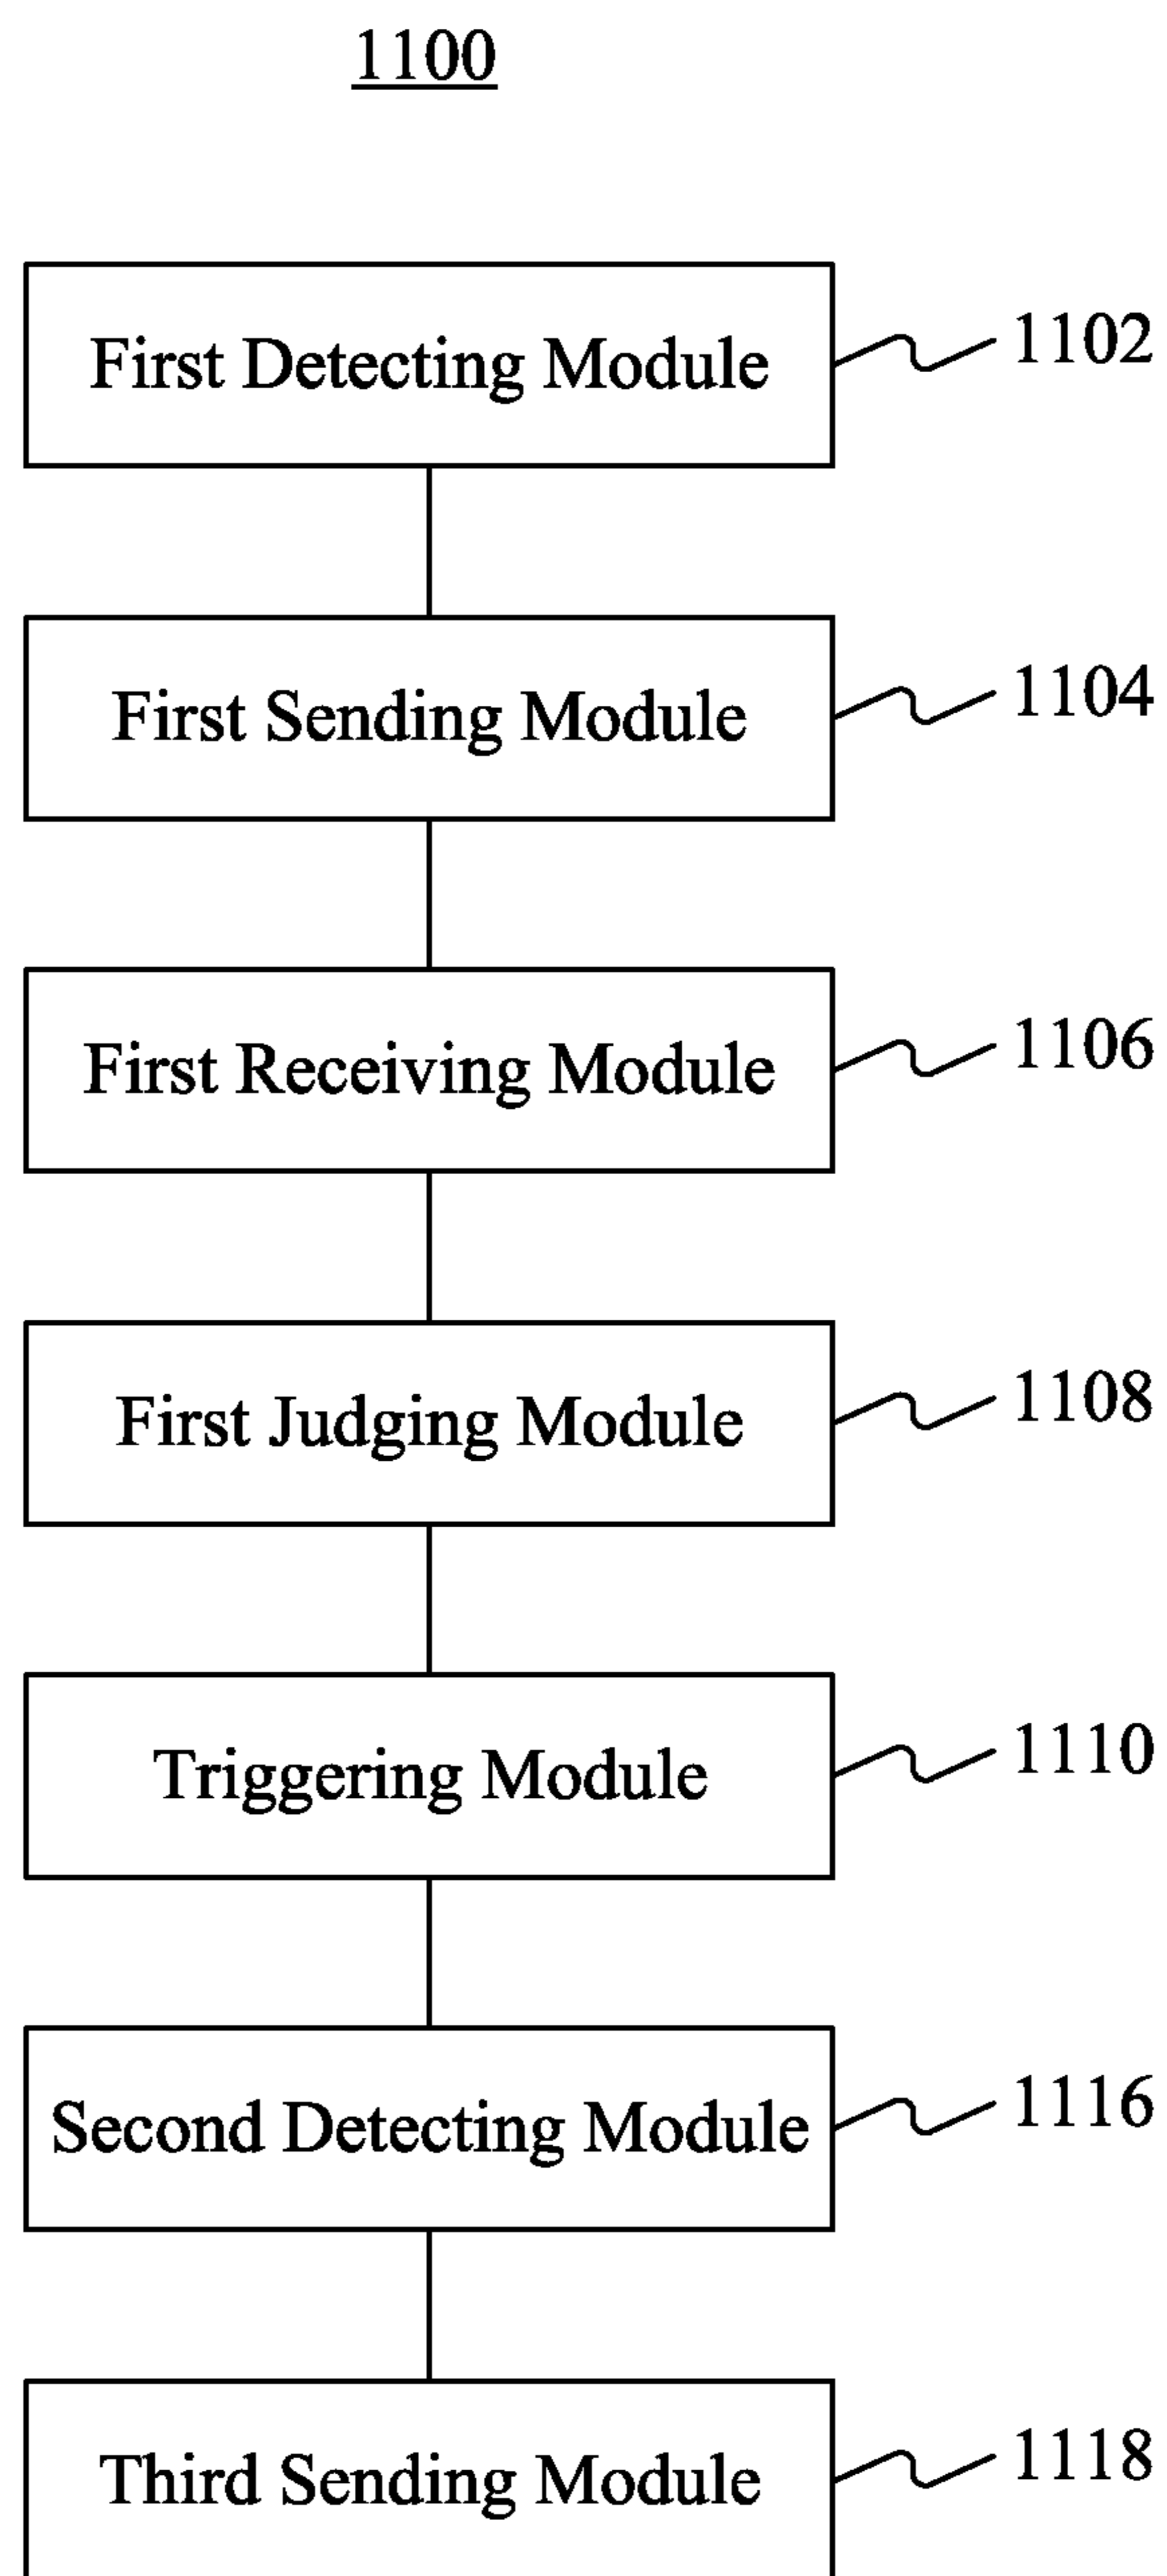 1100
First Detecting Module
1102
First Sending Module
1104
First Receiving Module
1106
First Judging Module
1108
Triggering Module
1110
Second Detecting Module
1116
Third Sending Module
1118